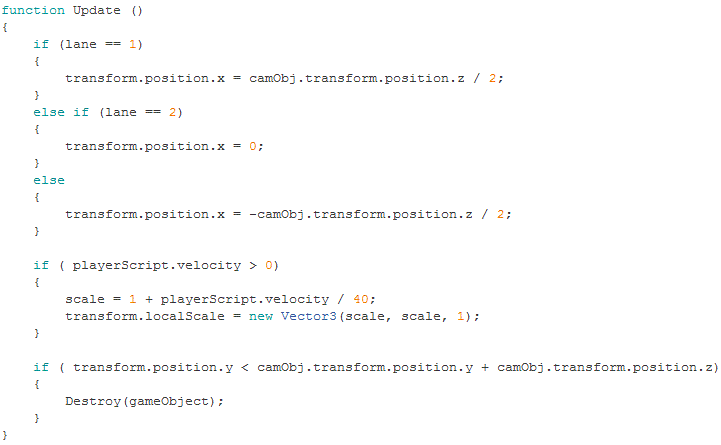 function Update ()
{
    if (lane == 1)
    {
        transform.position.x = camObj.transform.position.z / 2;
    }
    else if (lane == 2)
    {
        transform.position.x = 0;
    }
    else
    {
        transform.position.x = -camObj.transform.position.z / 2;
    }

    if ( playerScript.velocity > 0)
    {
        scale = 1 + playerScript.velocity / 40;
        transform.localScale = new Vector3(scale, scale, 1);
    }

    if ( transform.position.y < camObj.transform.position.y + camObj.transform.position.z)
    {
        Destroy(gameObject);
    }
}